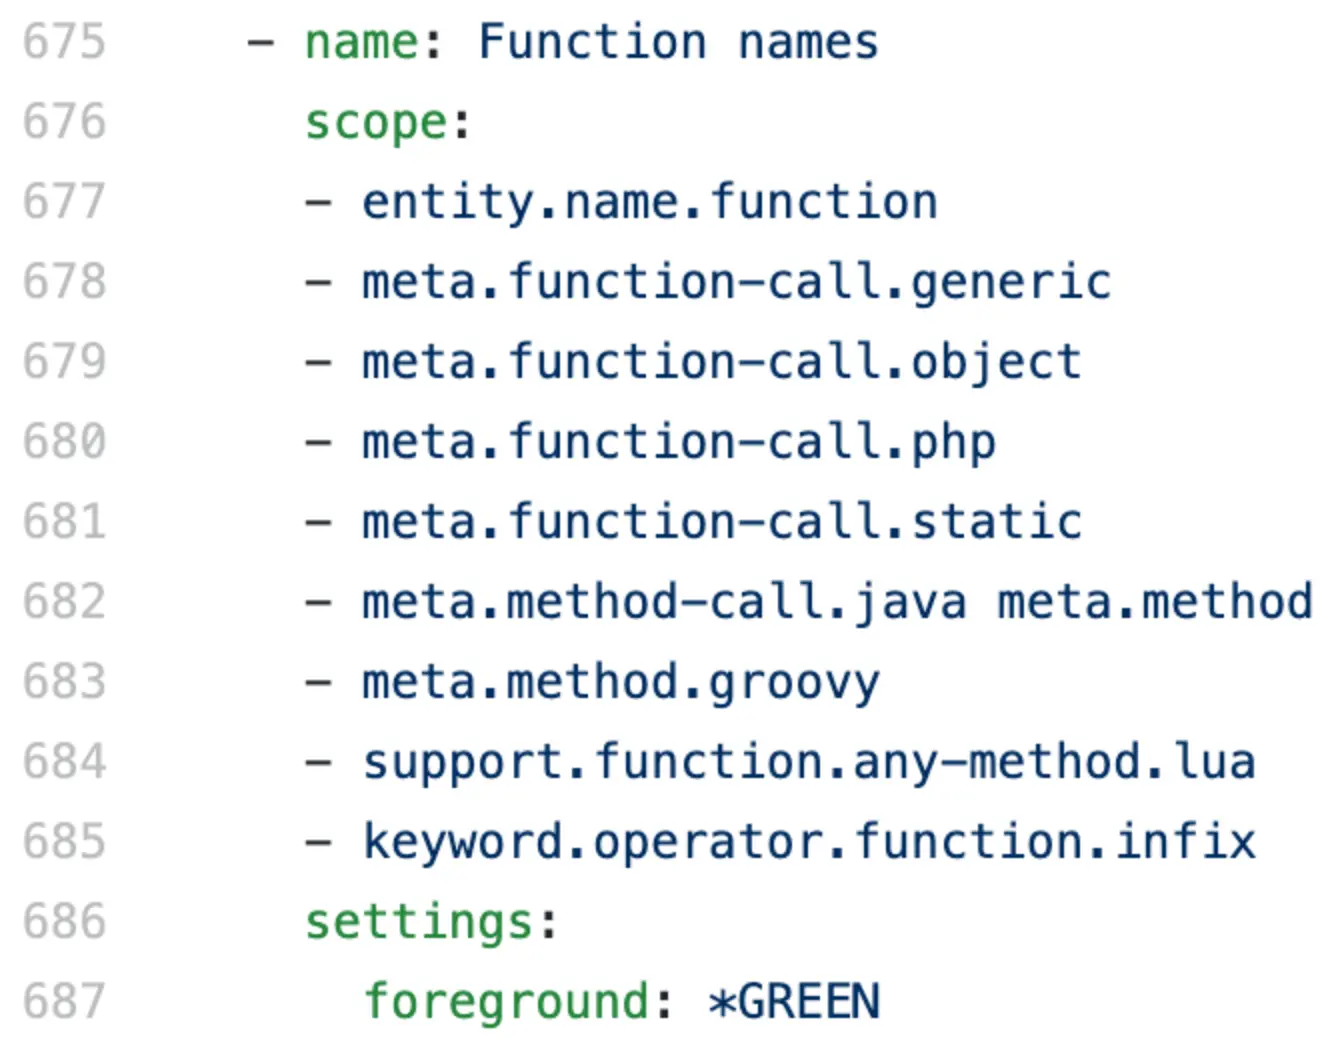 675 - name: Function names
676 scope:
677 - entity.name.function
678 - meta.function-call.generic
679 - meta.function-call.object
680 - meta.function-call.php
681 - meta.function-call.static
682 - meta.method-call.java meta.method
683 - meta.method.groovy
684 - support.function.any-method.lua
685 - keyword.operator.function.infix
686 settings:
687 foreground: *GREEN